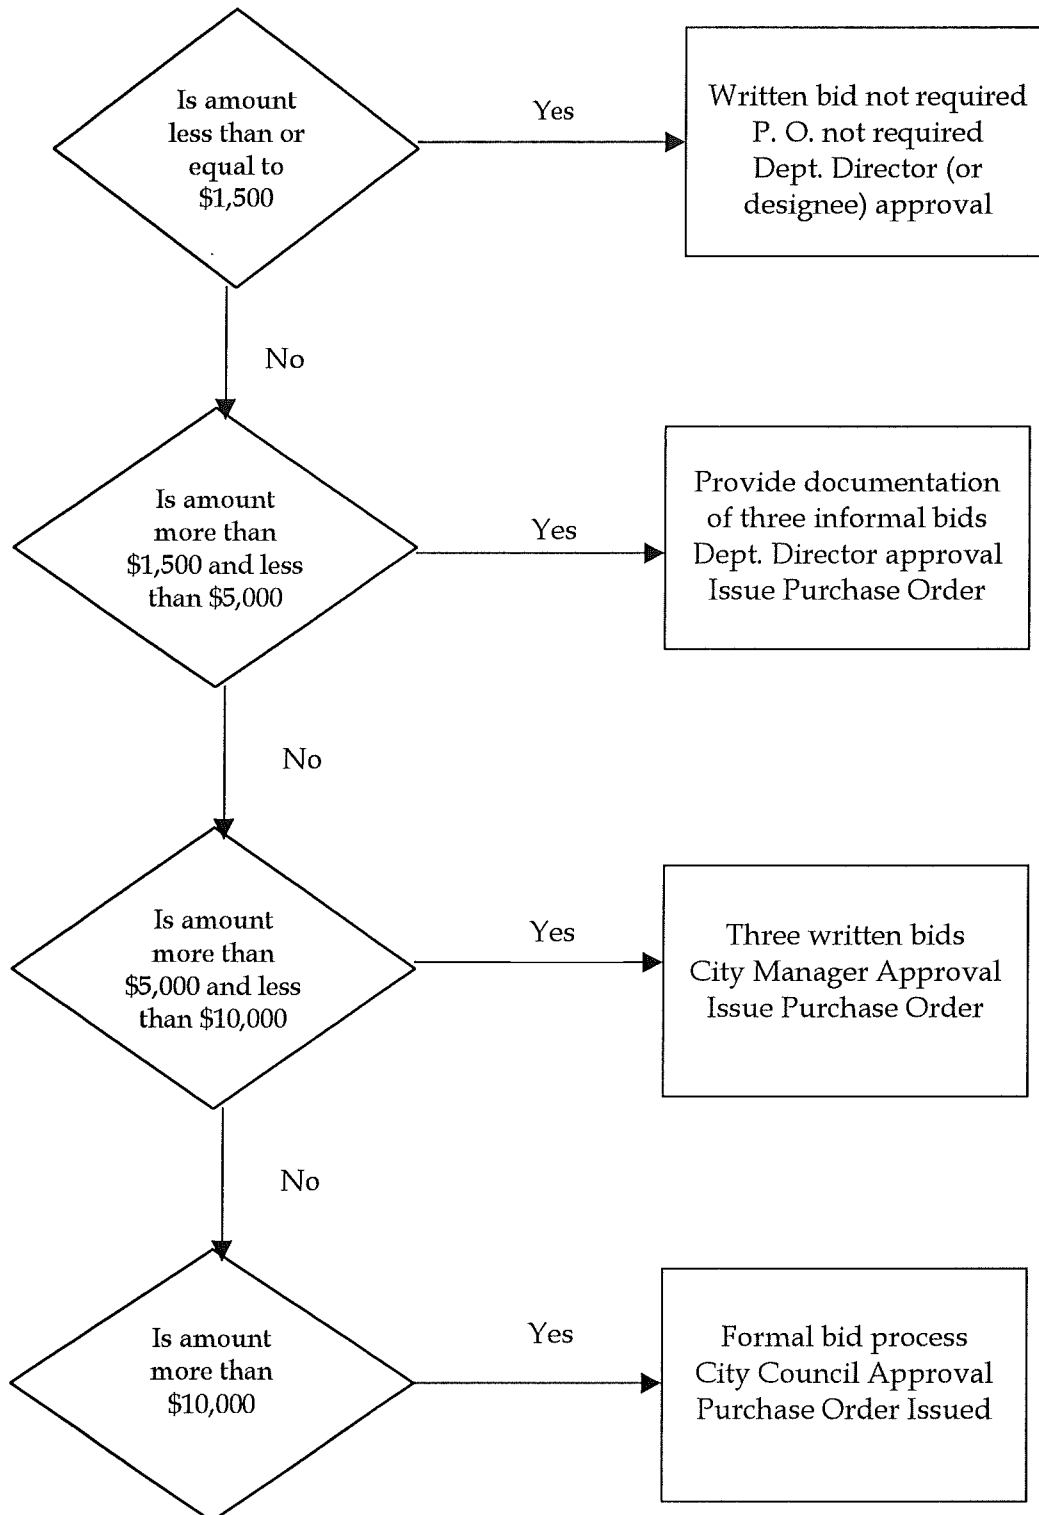 Is amount
less than or
equal to
$1,500
Yes
Written bid not required
P. O. not required
Dept. Director (or
designee) approval
No
Is amount
more than
$1,500 and less
than $5,000
Yes
Provide documentation
of three informal bids
Dept. Director approval
Issue Purchase Order
No
Is amount
more than
$5,000 and less
than $10,000
Yes
Three written bids
City Manager Approval
Issue Purchase Order
No
Is amount
more than
$10,000
Yes
Formal bid process
City Council Approval
Purchase Order Issued